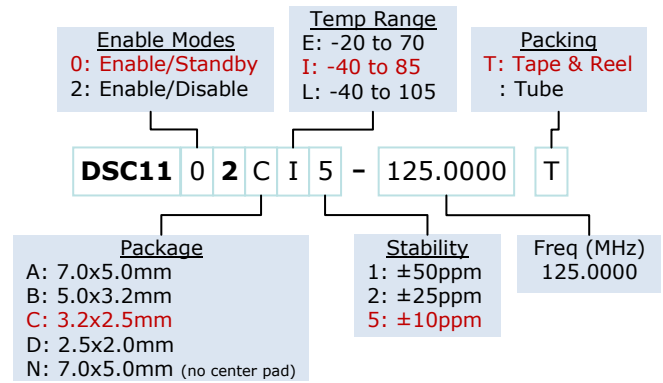 Enable Modes
0: Enable/Standby
2: Enable/Disable
Temp Range
E: -20 to 70
I: -40 to 85
L: -40 to 105
Packing
T: Tape & Reel
: Tube
DSC11 0 2 C I 5 – 125.0000 T
Package
A: 7.0x5.0mm
B: 5.0x3.2mm
C: 3.2x2.5mm
D: 2.5x2.0mm
N: 7.0x5.0mm (no center pad)
Stability
1: ±50ppm
2: ±25ppm
5: ±10ppm
Freq (MHz)
125.0000